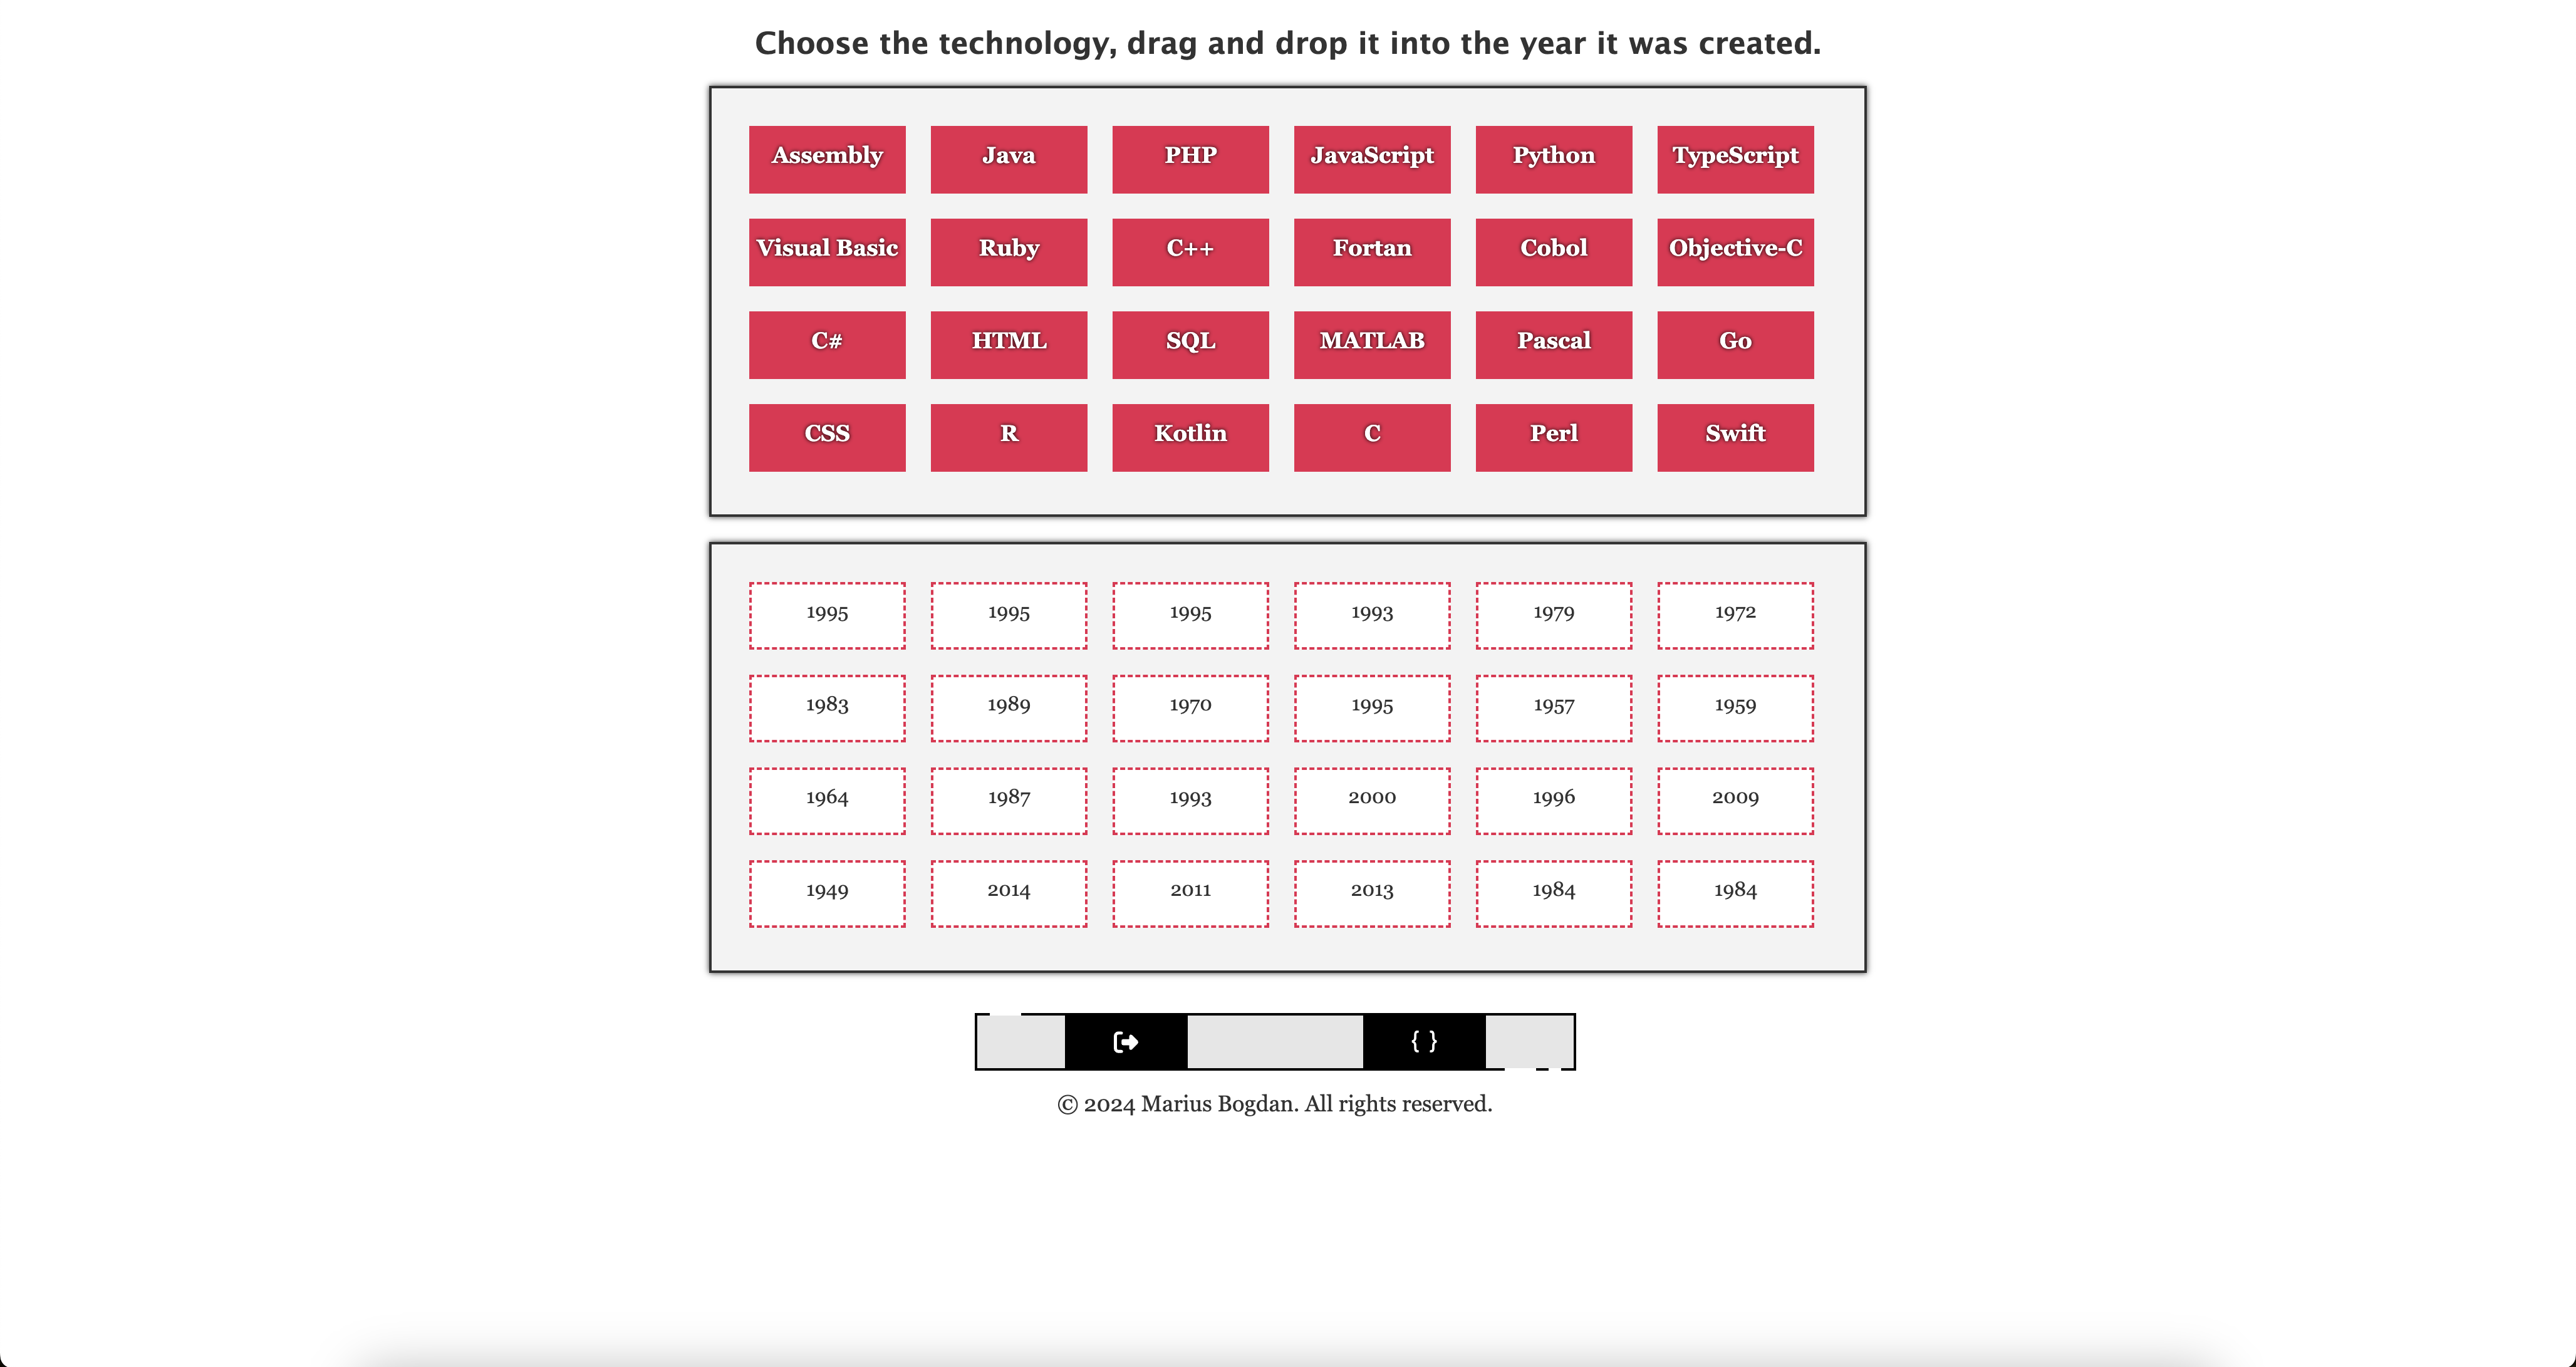 Choose the technology, drag and drop it into the year it was created.
Assembly Java PHP JavaScript Python TypeScript
Visual Basic Ruby C++ Fortan Cobol Objective-C
C# HTML SQL MATLAB Pascal Go
CSS R Kotlin C Perl Swift
1995 1995 1995 1993 1979 1972
1983 1989 1970 1995 1957 1959
1964 1987 1993 2000 1996 2009
1949 2014 2011 2013 1984 1984
{ }
© 2024 Marius Bogdan. All rights reserved.